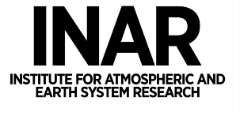 INAR
INSTITUTE FOR ATMOSPHERIC AND
EARTH SYSTEM RESEARCH